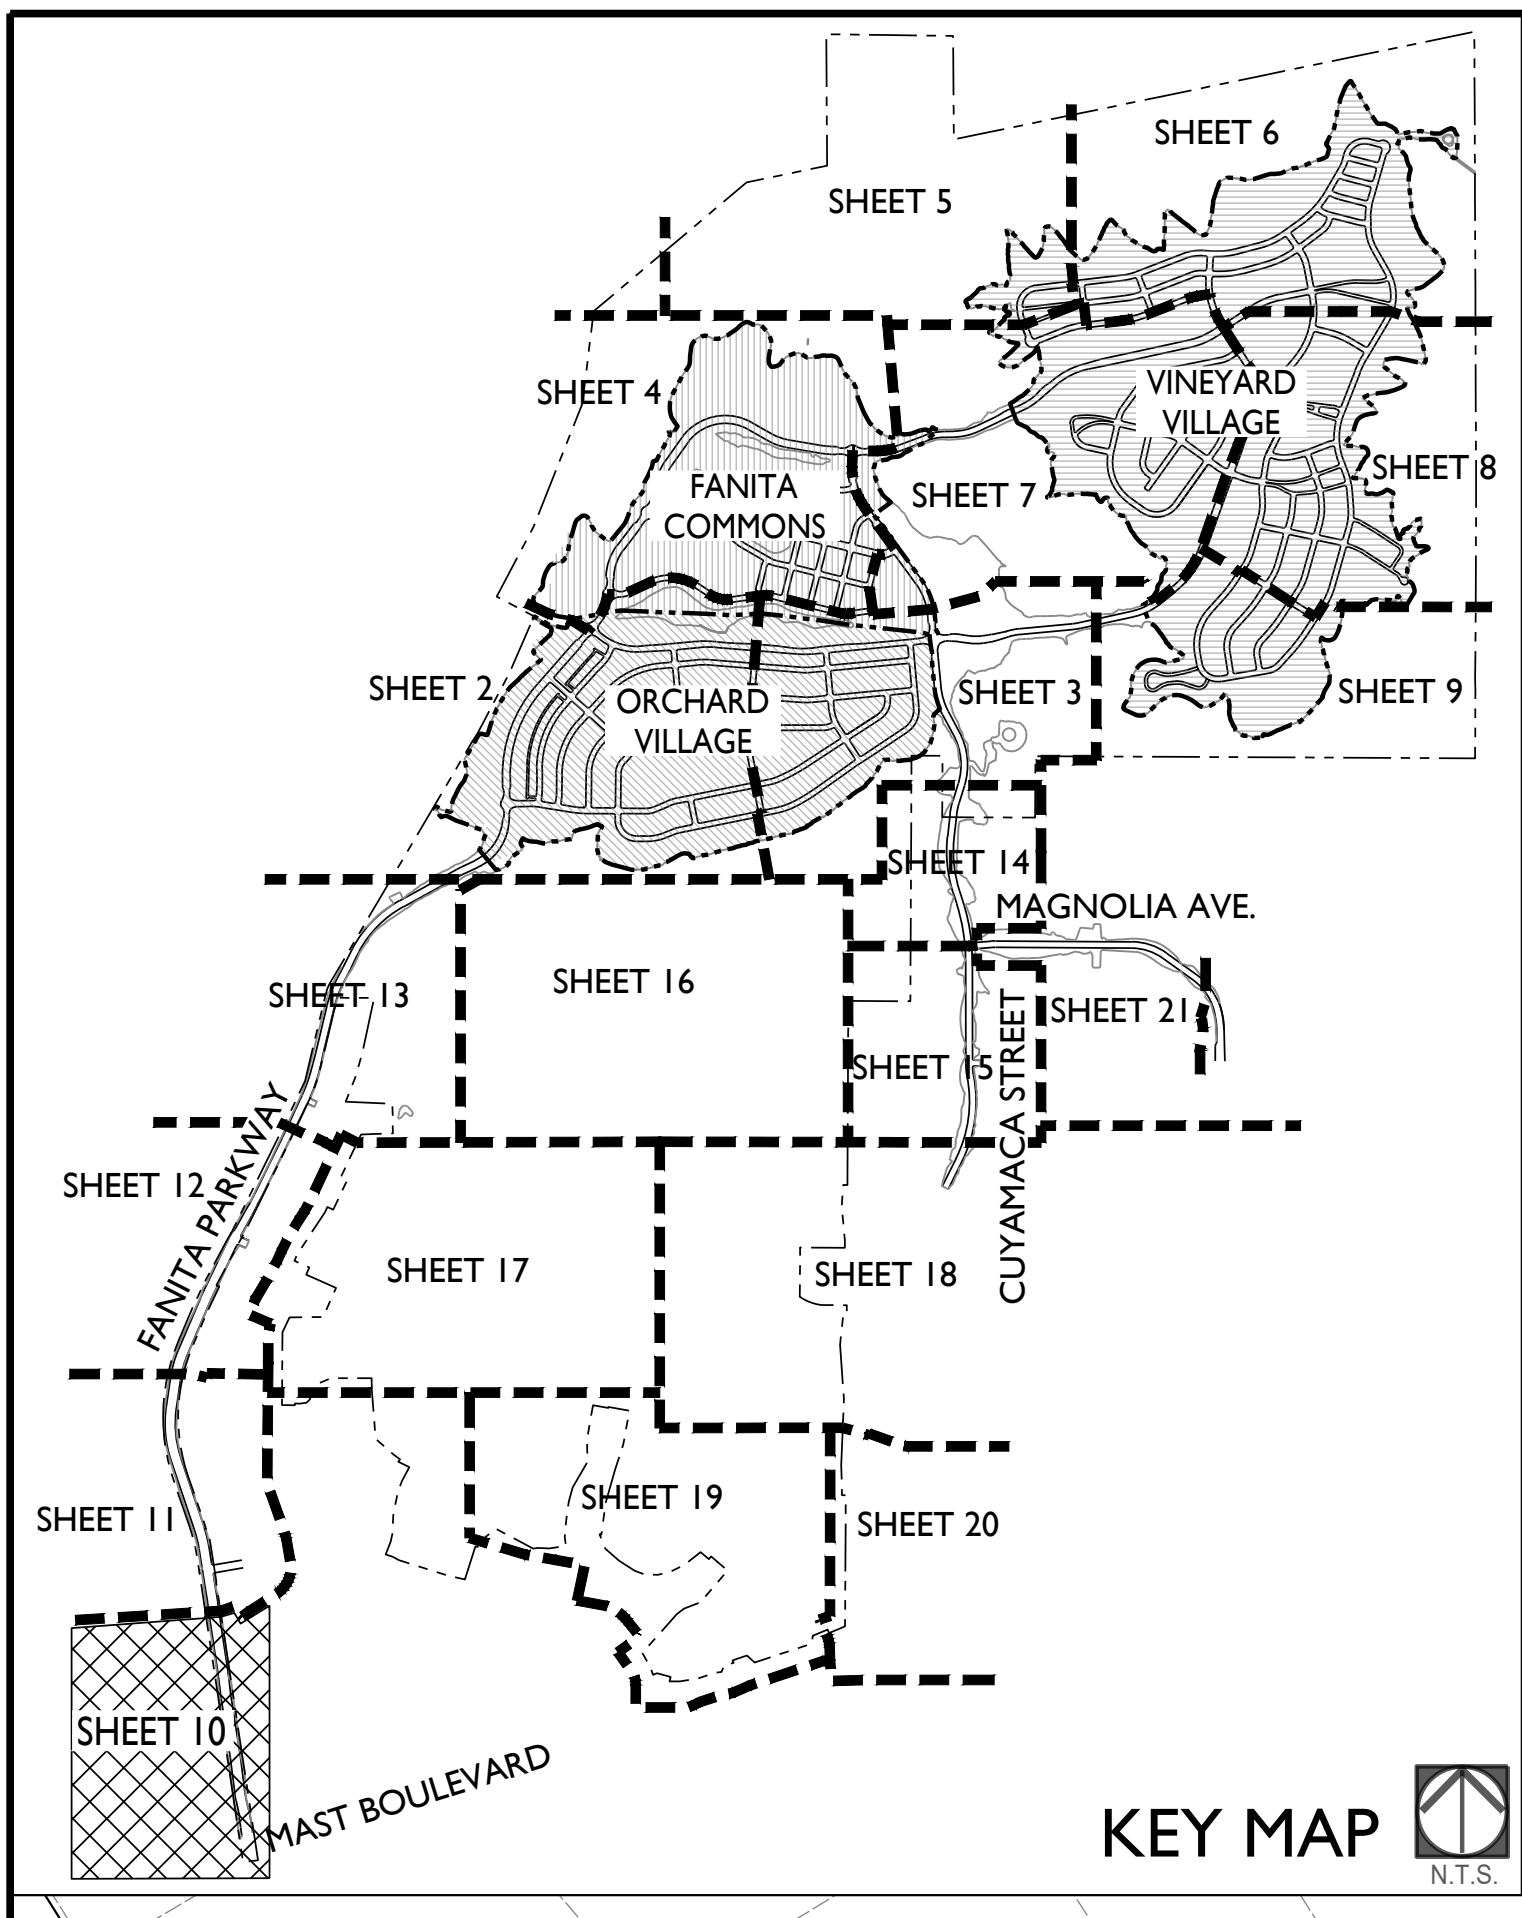 SHEET 6
SHEET 5
SHEET 4
VINEYARD
VILLAGE
SHEET 8
FANITA
COMMONS
SHEET 7
SHEET 2
ORCHARD
VILLAGE
SHEET 3
SHEET 9
SHEET 14
MAGNOLIA AVE.
SHEET 13
SHEET 16
SHEET 21
SHEET 15
CUYAMACA STREET
FANITA PARKWAY
SHEET 12
SHEET 17
SHEET 18
SHEET 11
SHEET 19
SHEET 20
SHEET 10
MAST BOULEVARD
KEY MAP
N.T.S.